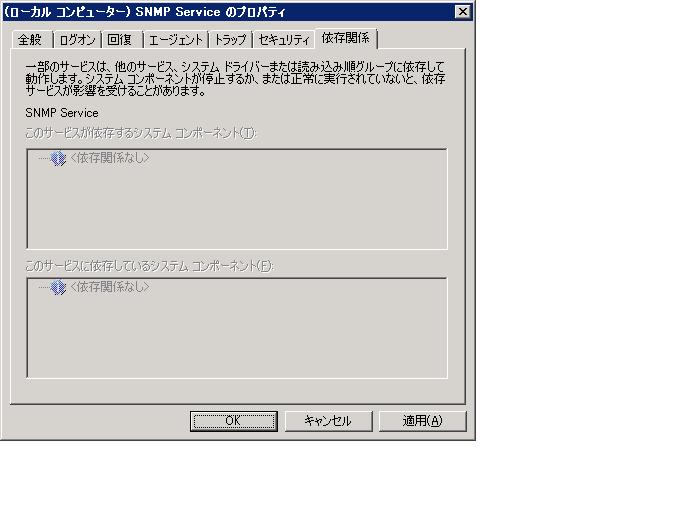 (ローカル コンピューター) SNMP Service のプロパティ
全般 ログオン 回復 エージェント トラップ セキュリティ 依存関係
一部のサービスは、他のサービス、システム ドライバーまたは読み込み順グループに依存して
動作します。システム コンポーネントが停止するか、または正常に実行されていないと、依存
サービスが影響を受けることがあります。
SNMP Service
このサービスが依存するシステム コンポーネント(T):
<依存関係なし>
このサービスに依存しているシステム コンポーネント(F):
<依存関係なし>
OK キャンセル 適用(A)